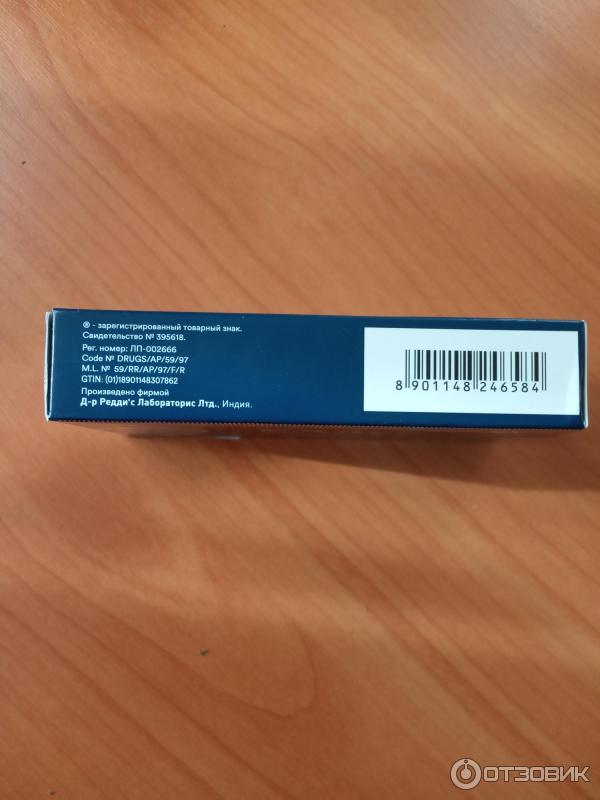 ® - зарегистрированный товарный знак.
Свидетельство № 395618.
Рег. номер: ЛП-002666
Code № DRUGS/AP/59/97
M.L. № 59/RR/AP/97/F/R
GTIN: (01)18901148307862
Произведено фирмой
Д-р Редди'с Лабораторис Лтд., Индия.
8 901148 246584
ОТЗОВИК